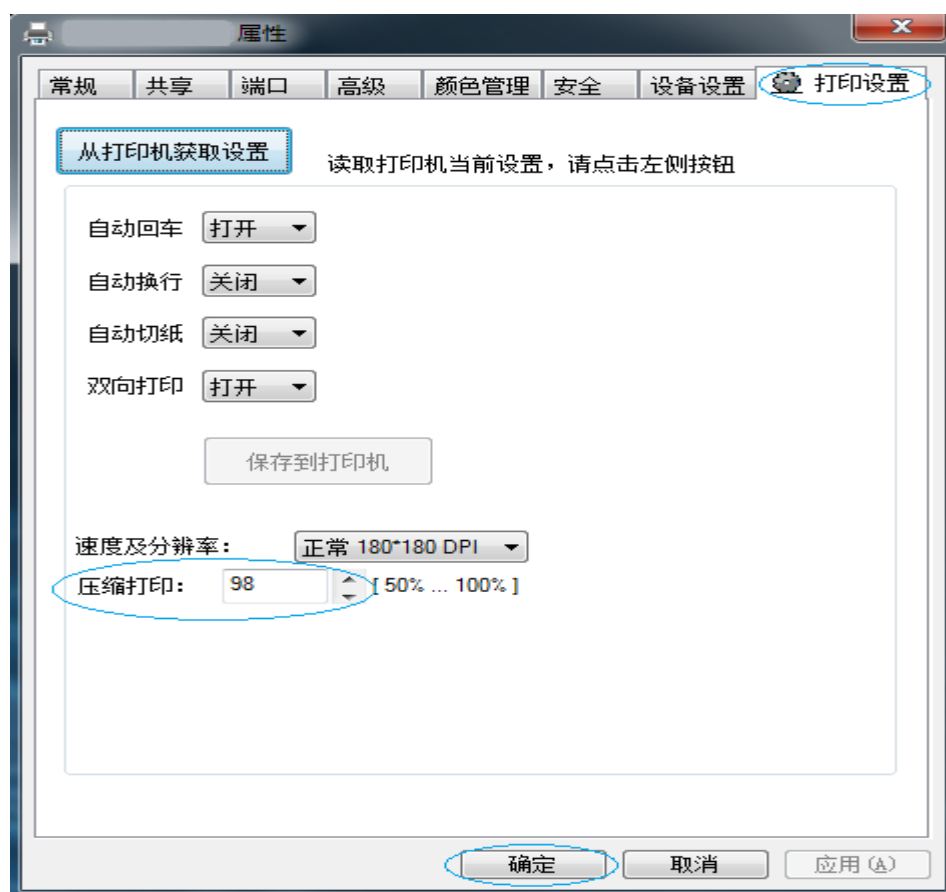 属性
常规 共享 端口 高级 颜色管理 安全 设备设置 打印设置
从打印机获取设置 读取打印机当前设置，请点击左侧按钮
自动回车 打开
自动换行 关闭
自动切纸 关闭
双向打印 打开
保存到打印机
速度及分辨率： 正常 180*180 DPI
压缩打印： 98 [ 50% ... 100% ]
确定 取消 应用(A)